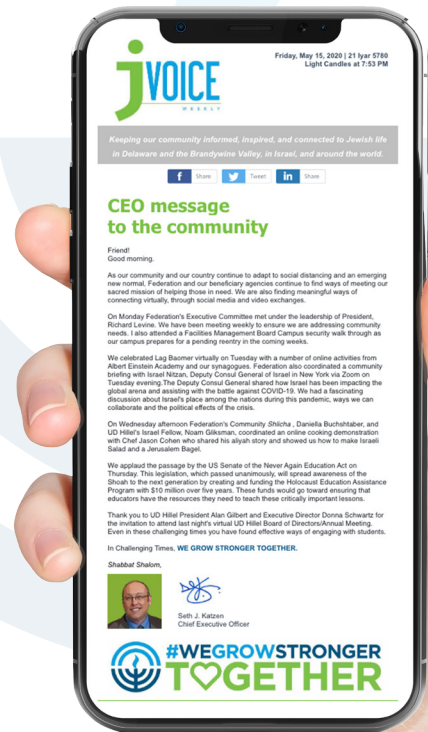 jVOICE
WEEKLY
Friday, May 15, 2020 | 21 Iyar 5780
Light Candles at 7:53 PM
Keeping our community informed, inspired, and connected to Jewish life
in Delaware and the Brandywine Valley, in Israel, and around the world.
f Share Tweet in Share
CEO message
to the community
Friend!
Good morning.
As our community and our country continue to adapt to social distancing and an emerging
new normal, Federation and our beneficiary agencies continue to find ways of meeting our
sacred mission of helping those in need. We are also finding meaningful ways of
connecting virtually, through social media and video exchanges.
On Monday Federation's Executive Committee met under the leadership of President,
Richard Levine. We have been meeting weekly to ensure we are addressing community
needs. I also attended a Facilities Management Board Campus security walk through as
our campus prepares for a pending reentry in the coming weeks.
We celebrated Lag Baomer virtually on Tuesday with a number of online activities from
Albert Einstein Academy and our synagogues. Federation also coordinated a community
briefing with Israel Nitzan, Deputy Consul General of Israel in New York via Zoom on
Tuesday evening.The Deputy Consul General shared how Israel has been impacting the
global arena and assisting with the battle against COVID-19. We had a fascinating
discussion about Israel's place among the nations during this pandemic, ways we can
collaborate and the political effects of the crisis.
On Wednesday afternoon Federation's Community Shlicha , Daniella Buchshtaber, and
UD Hillel's Israel Fellow, Noam Gliksman, coordinated an online cooking demonstration
with Chef Jason Cohen who shared his aliyah story and showed us how to make Israeli
Salad and a Jerusalem Bagel.
We applaud the passage by the US Senate of the Never Again Education Act on
Thursday. This legislation, which passed unanimously, will spread awareness of the
Shoah to the next generation by creating and funding the Holocaust Education Assistance
Program with $10 million over five years. These funds would go toward ensuring that
educators have the resources they need to teach these critically important lessons.
Thank you to UD Hillel President Alan Gilbert and Executive Director Donna Schwartz for
the invitation to attend last night's virtual UD Hillel Board of Directors/Annual Meeting.
Even in these challenging times you have found effective ways of engaging with students.
In Challenging Times, WE GROW STRONGER TOGETHER.
Shabbat Shalom,
Seth J. Katzen
Chief Executive Officer
#WEGROWSTRONGER
TOGETHER